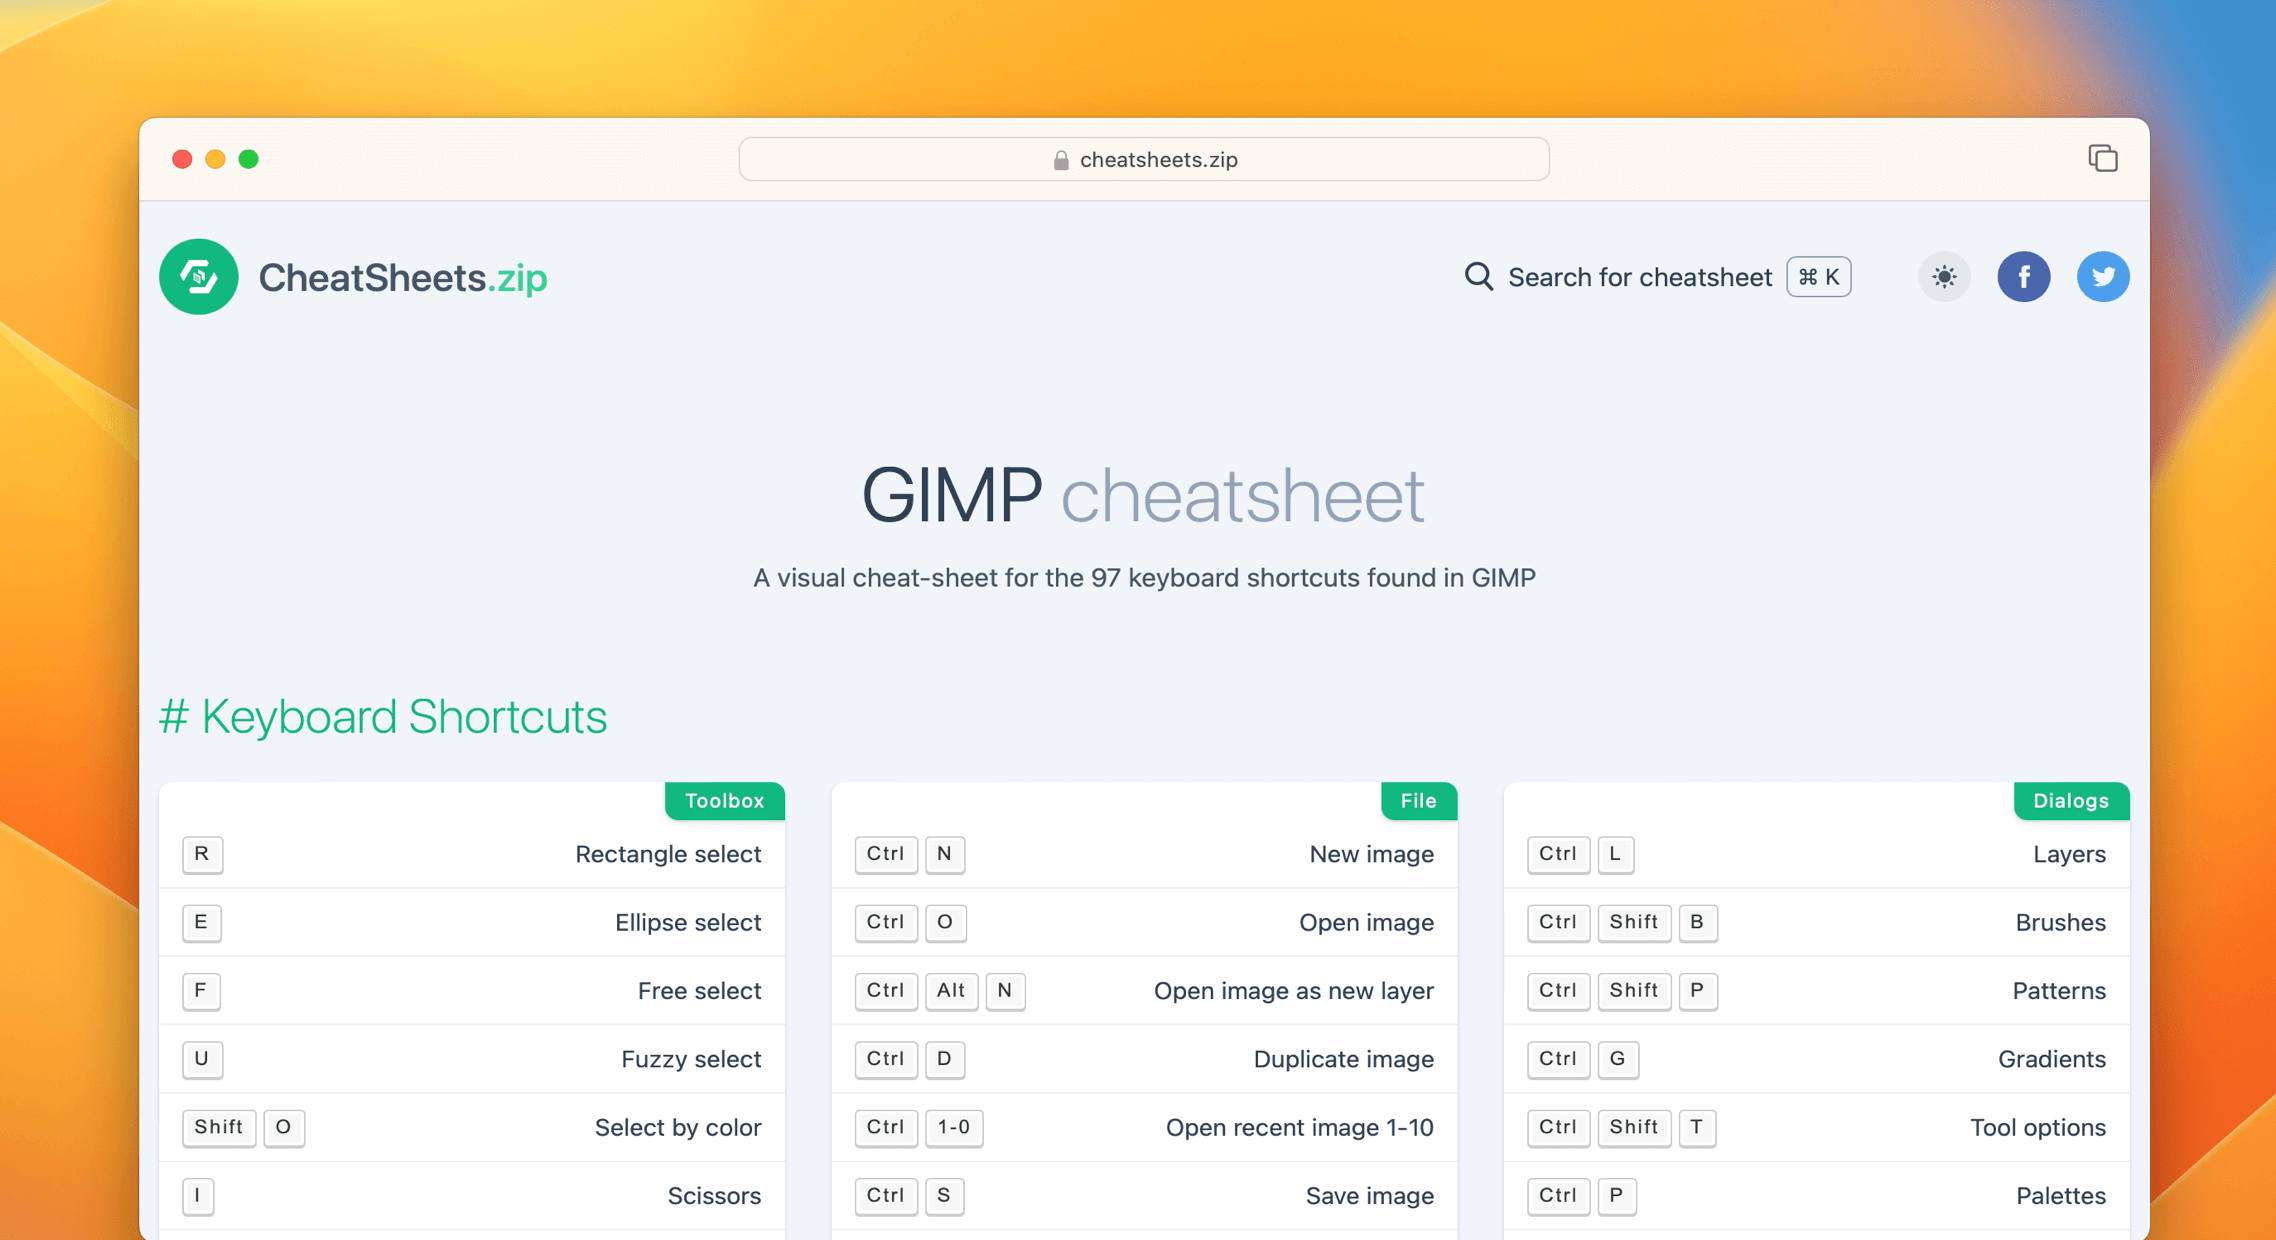 cheatsheets.zip
CheatSheets.zip
Search for cheatsheet ⌘ K
f
GIMP cheatsheet
A visual cheat-sheet for the 97 keyboard shortcuts found in GIMP
# Keyboard Shortcuts
Toolbox
R Rectangle select
E Ellipse select
F Free select
U Fuzzy select
Shift O Select by color
I Scissors
File
Ctrl N New image
Ctrl O Open image
Ctrl Alt N Open image as new layer
Ctrl D Duplicate image
Ctrl 1-0 Open recent image 1-10
Ctrl S Save image
Dialogs
Ctrl L Layers
Ctrl Shift B Brushes
Ctrl Shift P Patterns
Ctrl G Gradients
Ctrl Shift T Tool options
Ctrl P Palettes